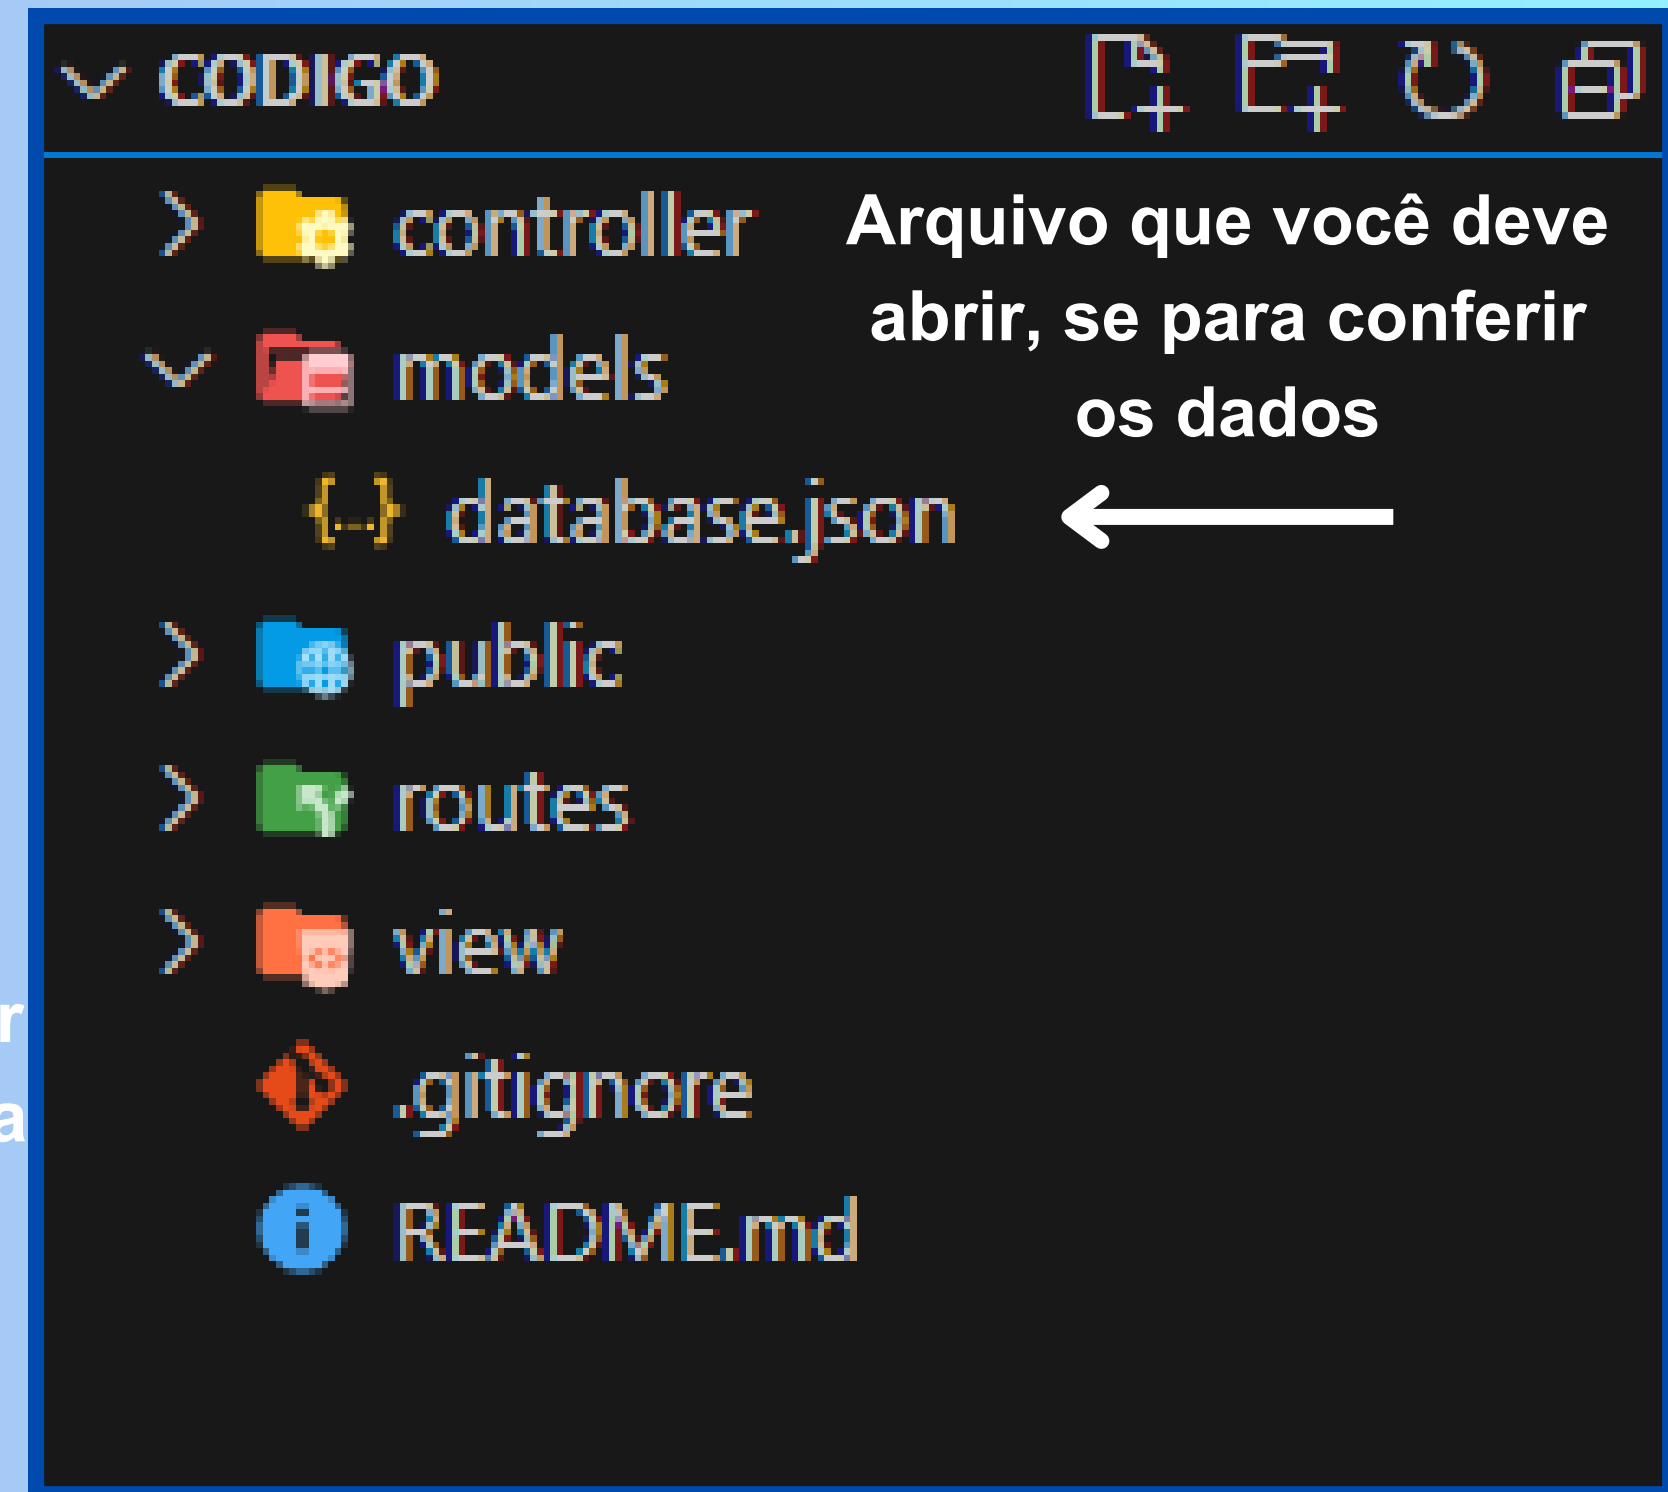 CODIGO
controller
Arquivo que você deve
abrir, se para conferir
os dados
models
database.json
public
routes
view
.gitignore
README.md
r
a